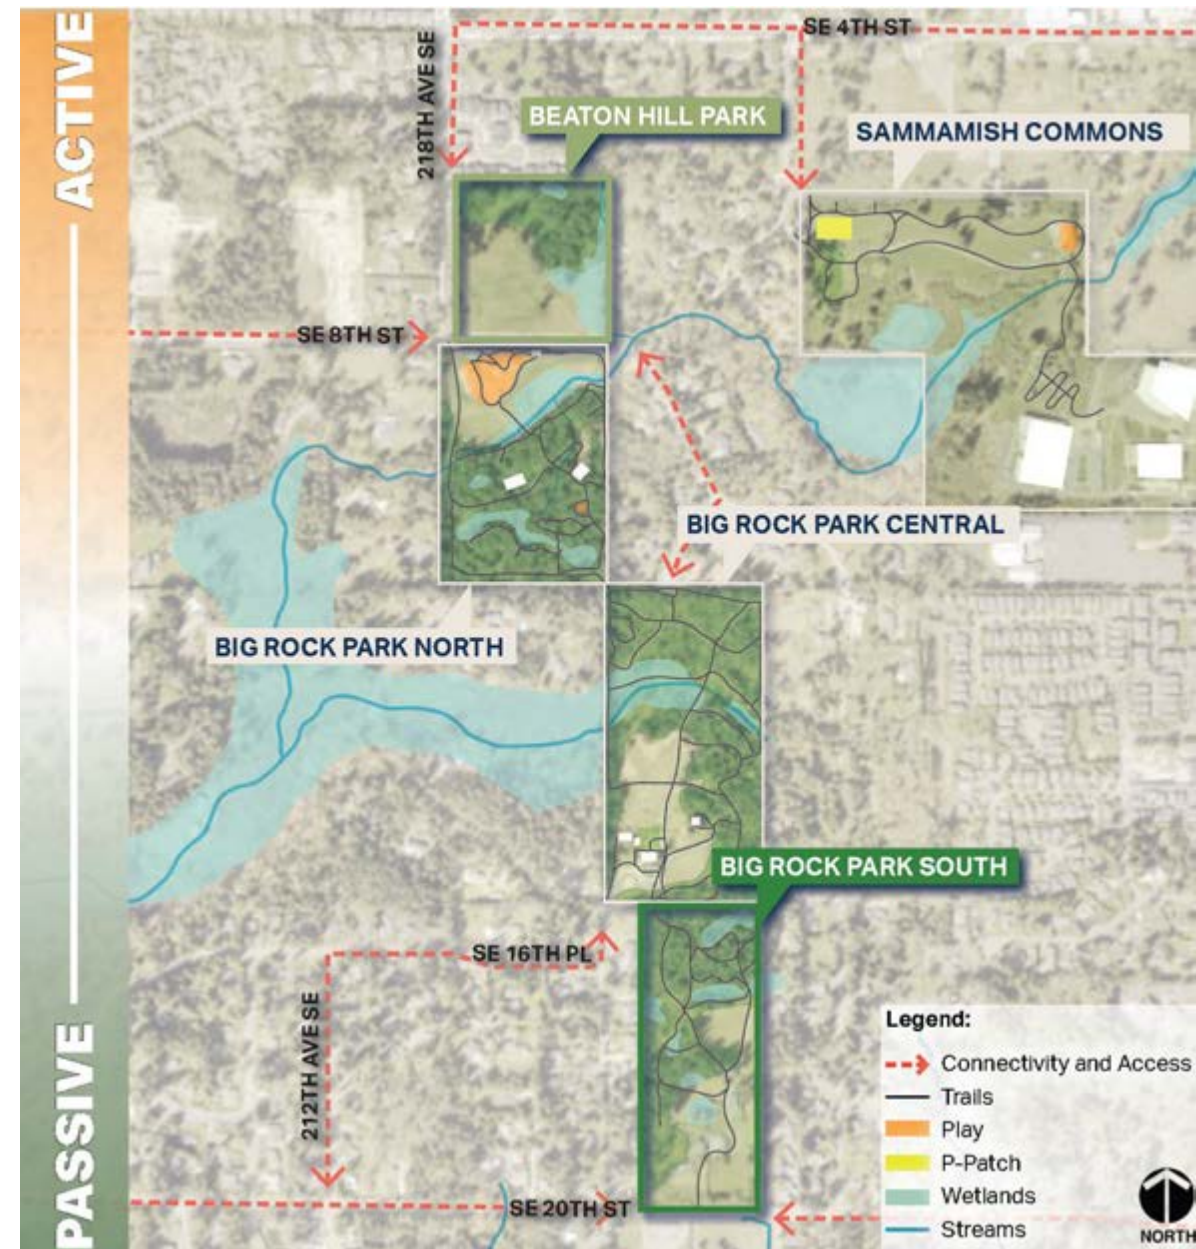 ACTIVE
PASSIVE
SE 4TH ST
218TH AVE SE
BEATON HILL PARK
SAMMAMISH COMMONS
SE 8TH ST
BIG ROCK PARK CENTRAL
BIG ROCK PARK NORTH
BIG ROCK PARK SOUTH
SE 16TH PL
212TH AVE SE
SE 20TH ST
Legend:
Connectivity and Access
Trails
Play
P-Patch
Wetlands
Streams
NORTH